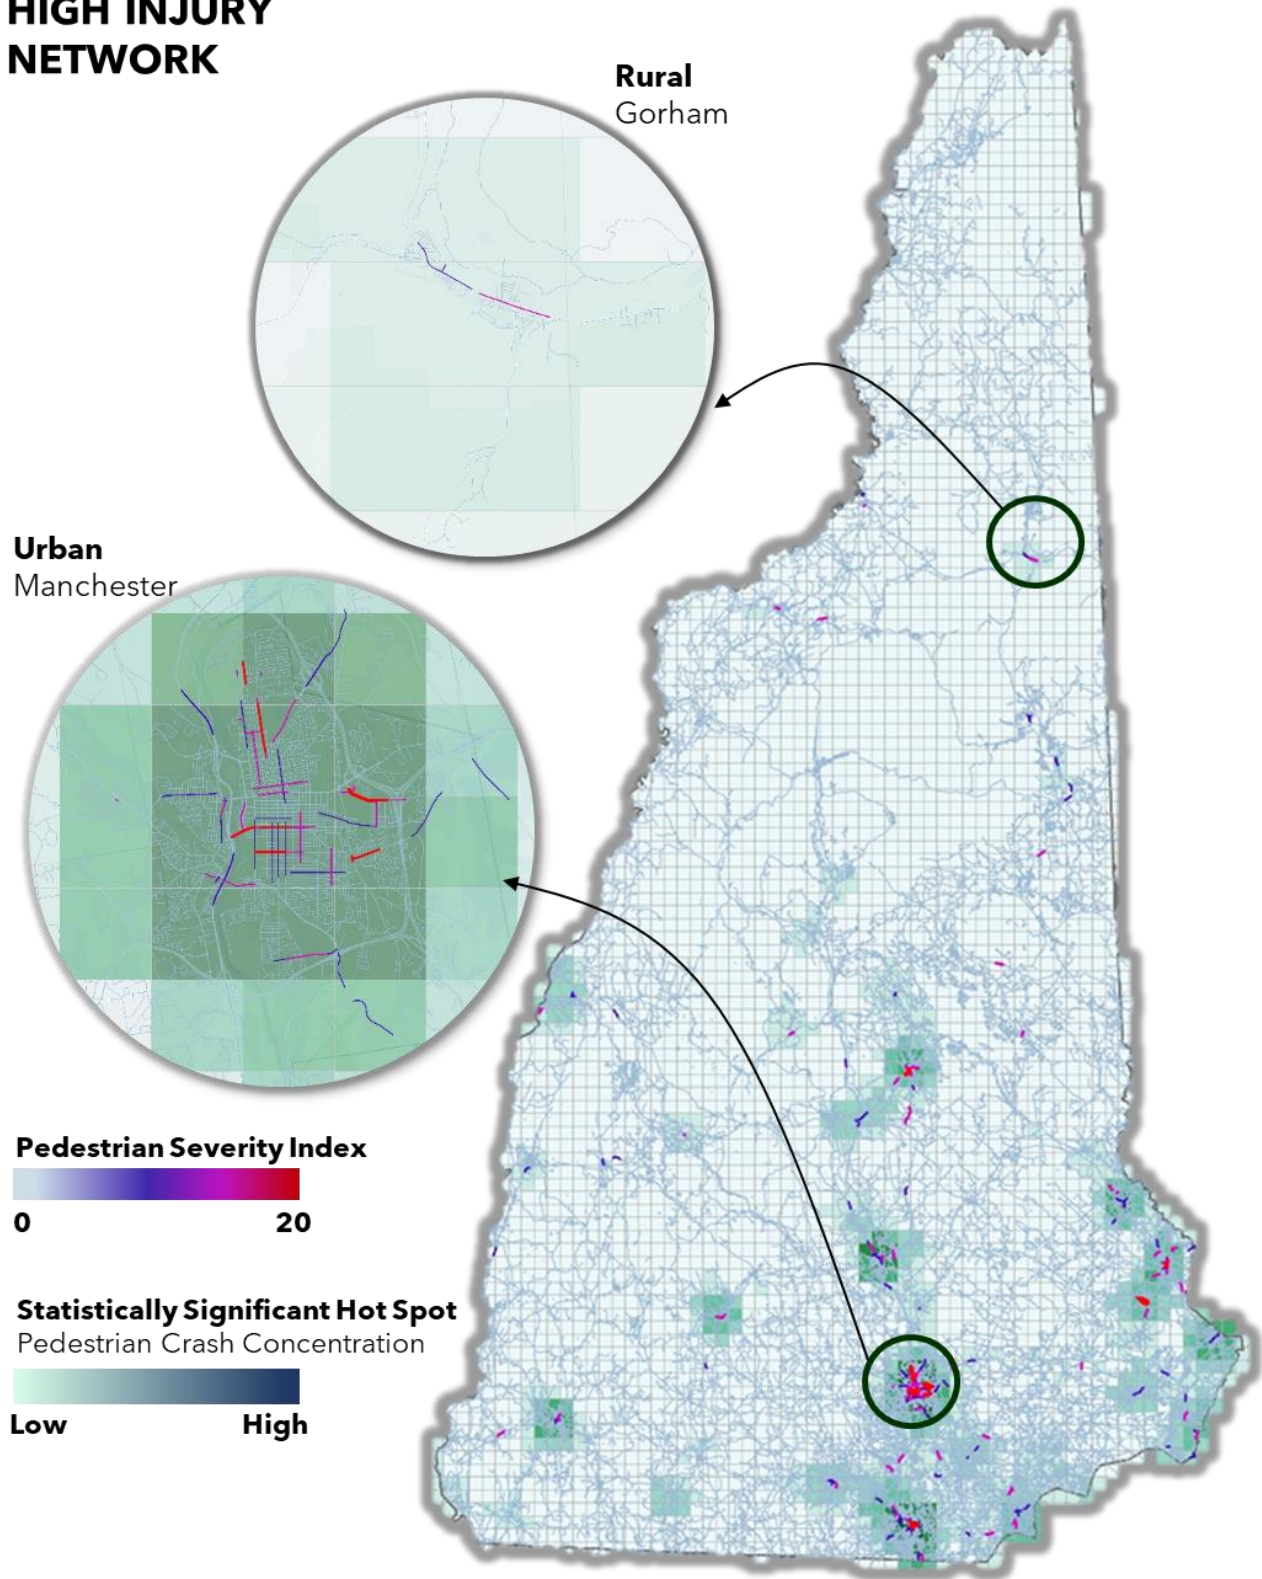 HIGH INJURY
NETWORK
Rural
Gorham
Urban
Manchester
Pedestrian Severity Index
0 20
Statistically Significant Hot Spot
Pedestrian Crash Concentration
Low High